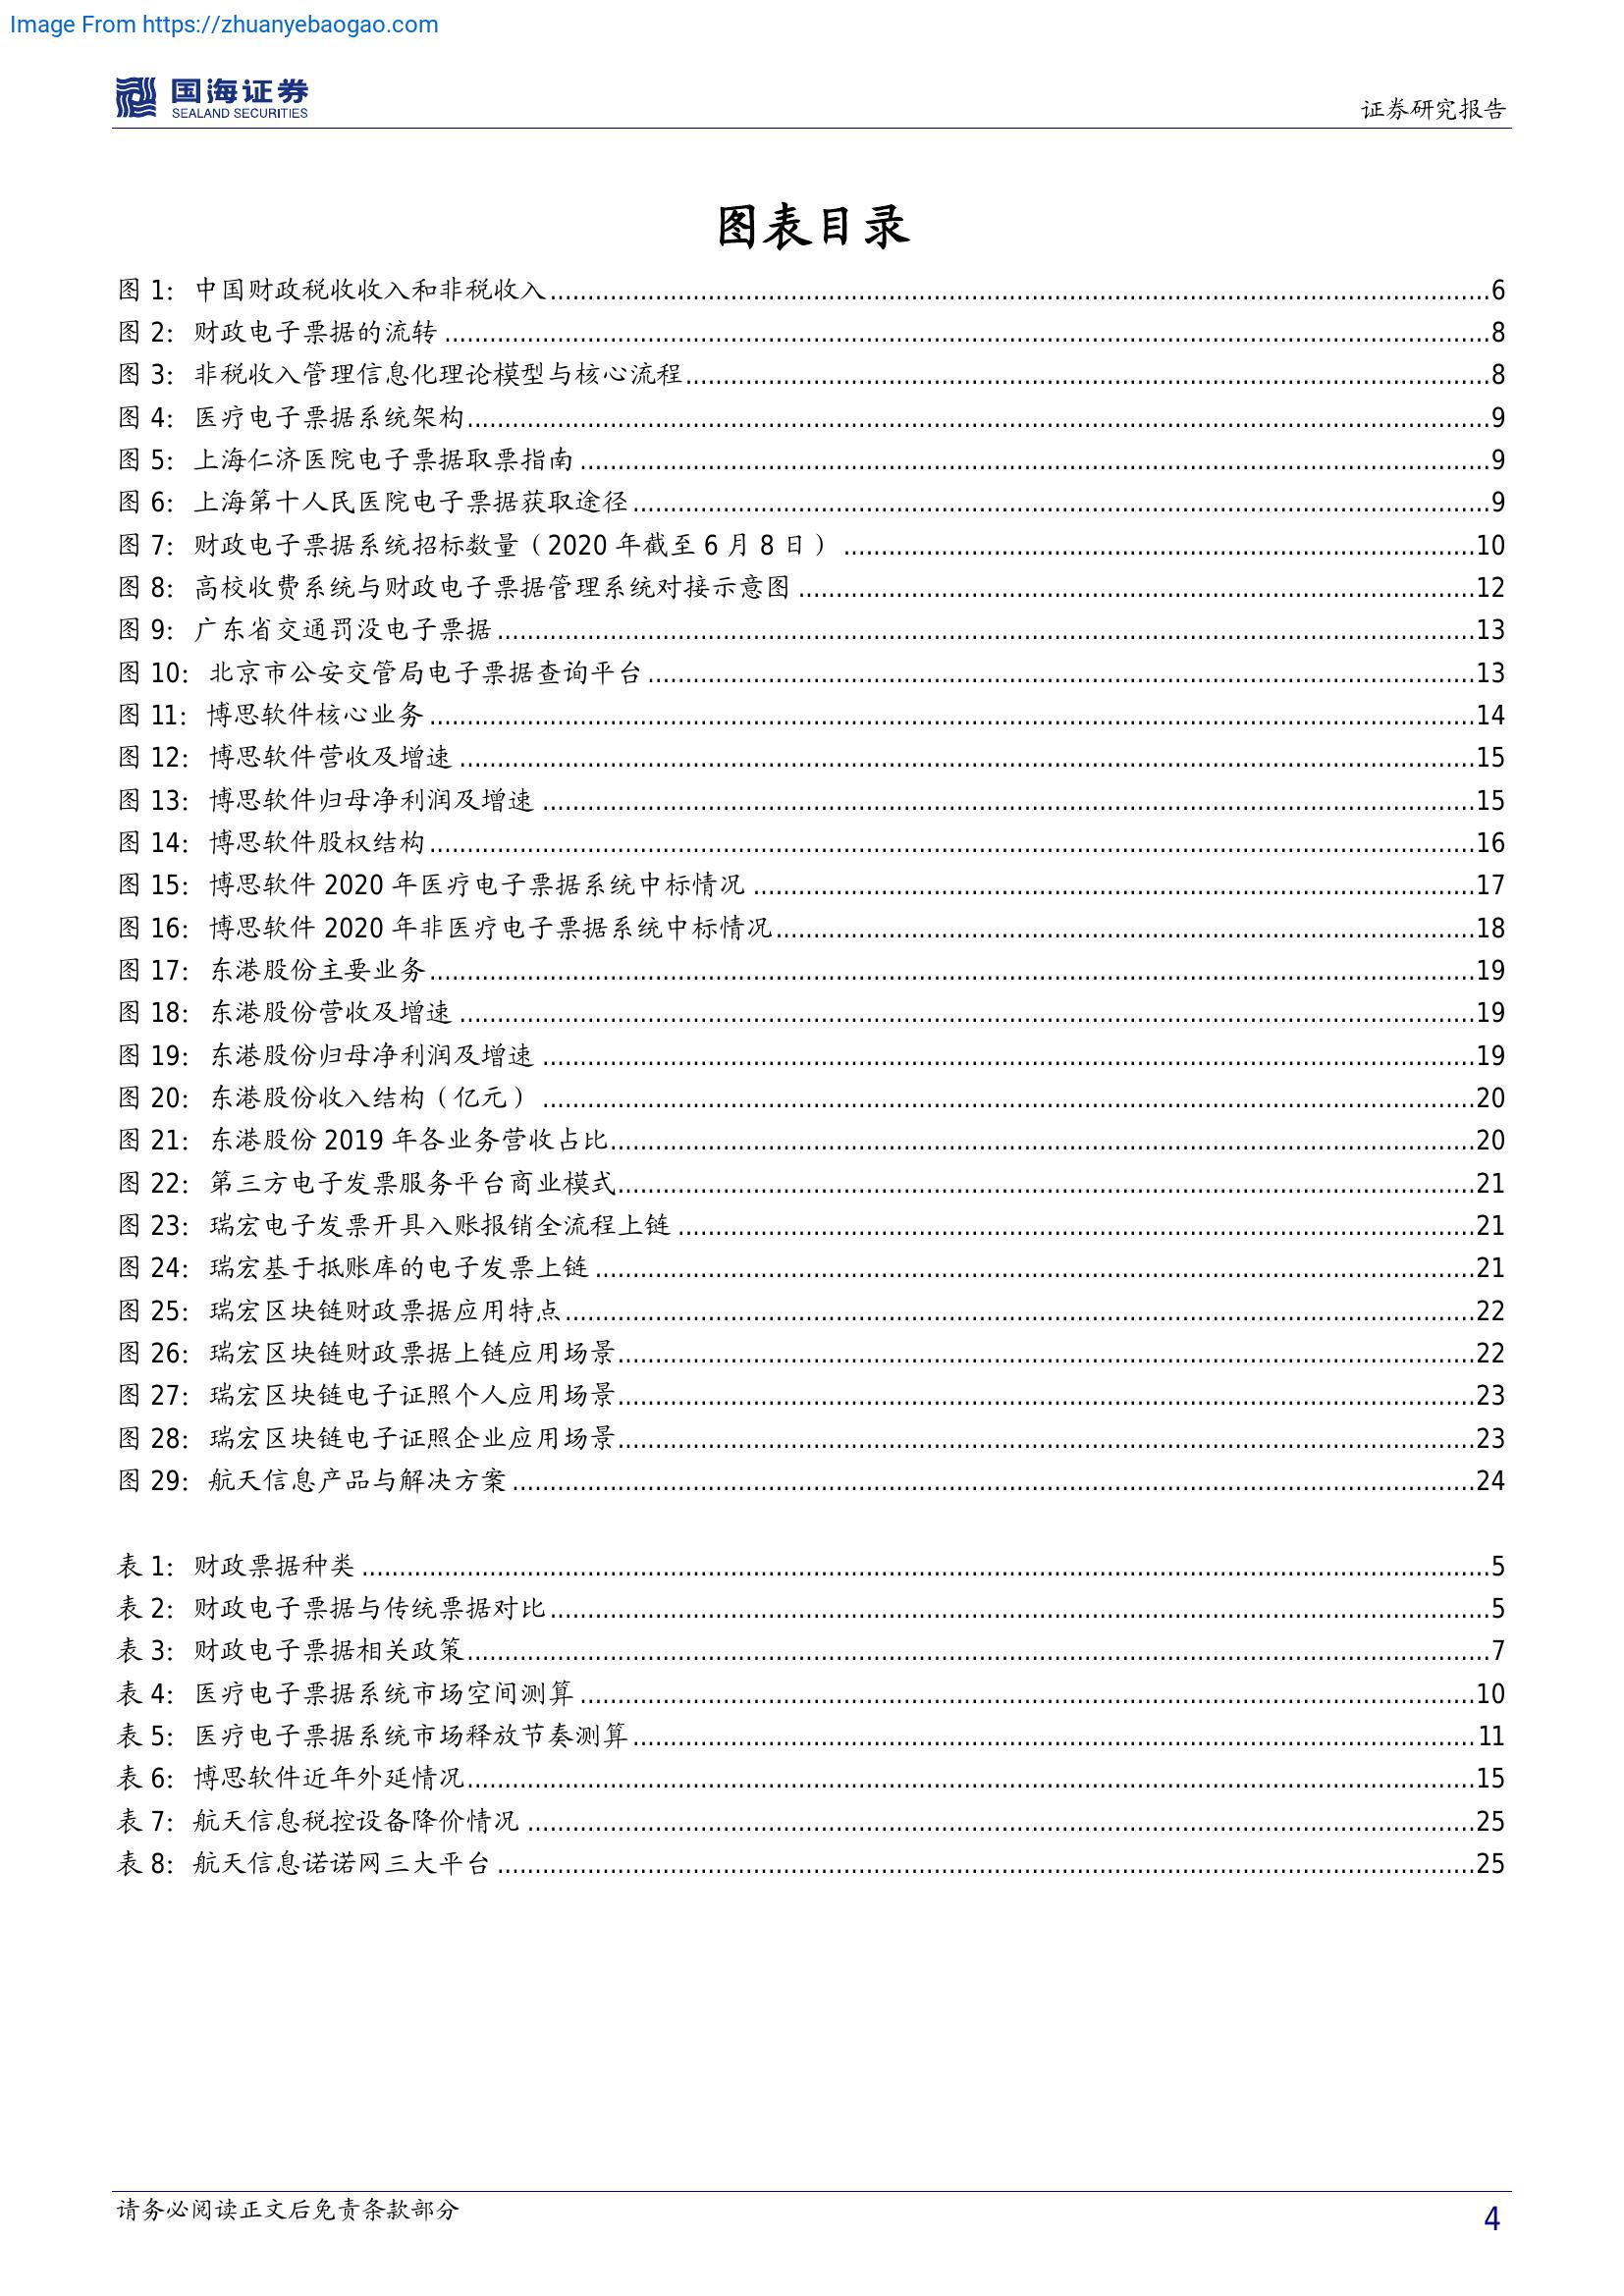 Image From https://zhuanyebaogao.com
国海证券
SEALAND SECURITIES
证券研究报告
图表目录
图 1：中国财政税收收入和非税收入........6
图 2：财政电子票据的流转........8
图 3：非税收入管理信息化理论模型与核心流程........8
图 4：医疗电子票据系统架构........9
图 5：上海仁济医院电子票据取票指南........9
图 6：上海第十人民医院电子票据获取途径........9
图 7：财政电子票据系统招标数量（2020 年截至 6 月 8 日）........10
图 8：高校收费系统与财政电子票据管理系统对接示意图........12
图 9：广东省交通罚没电子票据........13
图 10：北京市公安交管局电子票据查询平台........13
图 11：博思软件核心业务........14
图 12：博思软件营收及增速........15
图 13：博思软件归母净利润及增速........15
图 14：博思软件股权结构........16
图 15：博思软件 2020 年医疗电子票据系统中标情况........17
图 16：博思软件 2020 年非医疗电子票据系统中标情况........18
图 17：东港股份主要业务........19
图 18：东港股份营收及增速........19
图 19：东港股份归母净利润及增速........19
图 20：东港股份收入结构（亿元）........20
图 21：东港股份 2019 年各业务营收占比........20
图 22：第三方电子发票服务平台商业模式........21
图 23：瑞宏电子发票开具入账报销全流程上链........21
图 24：瑞宏基于抵账库的电子发票上链........21
图 25：瑞宏区块链财政票据应用特点........22
图 26：瑞宏区块链财政票据上链应用场景........22
图 27：瑞宏区块链电子证照个人应用场景........23
图 28：瑞宏区块链电子证照企业应用场景........23
图 29：航天信息产品与解决方案........24
表 1：财政票据种类........5
表 2：财政电子票据与传统票据对比........5
表 3：财政电子票据相关政策........7
表 4：医疗电子票据系统市场空间测算........10
表 5：医疗电子票据系统市场释放节奏测算........11
表 6：博思软件近年外延情况........15
表 7：航天信息税控设备降价情况........25
表 8：航天信息诺诺网三大平台........25
请务必阅读正文后免责条款部分
4